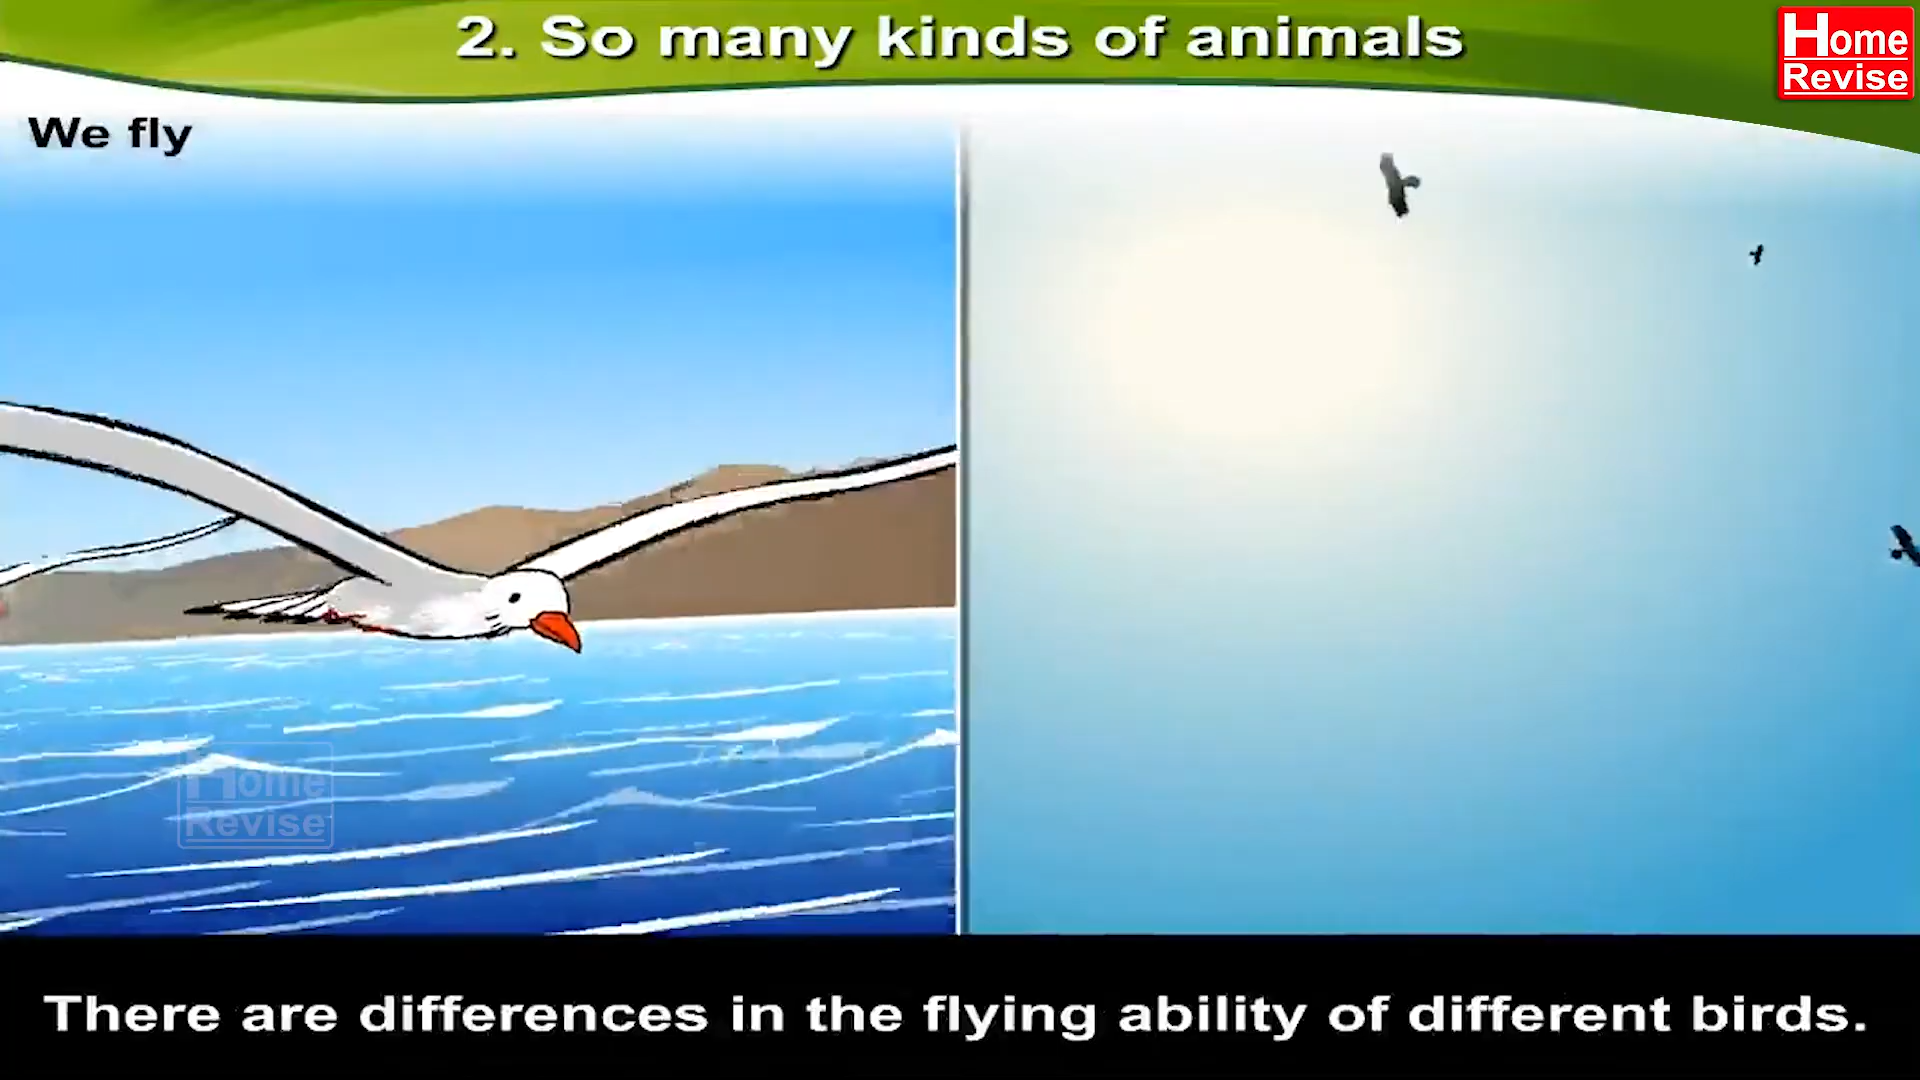 2. So many kinds of animals
Home
Revise
We fly
Home
Revise
There are differences in the flying ability of different birds.